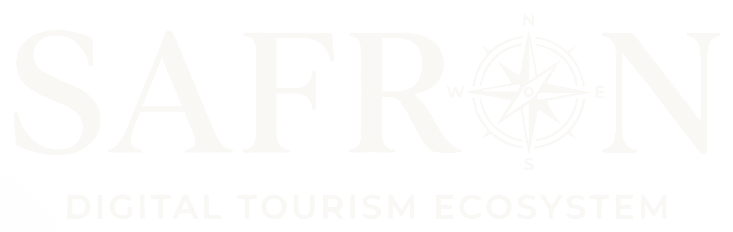 SAFRON
N
W E
S
DIGITAL TOURISM ECOSYSTEM